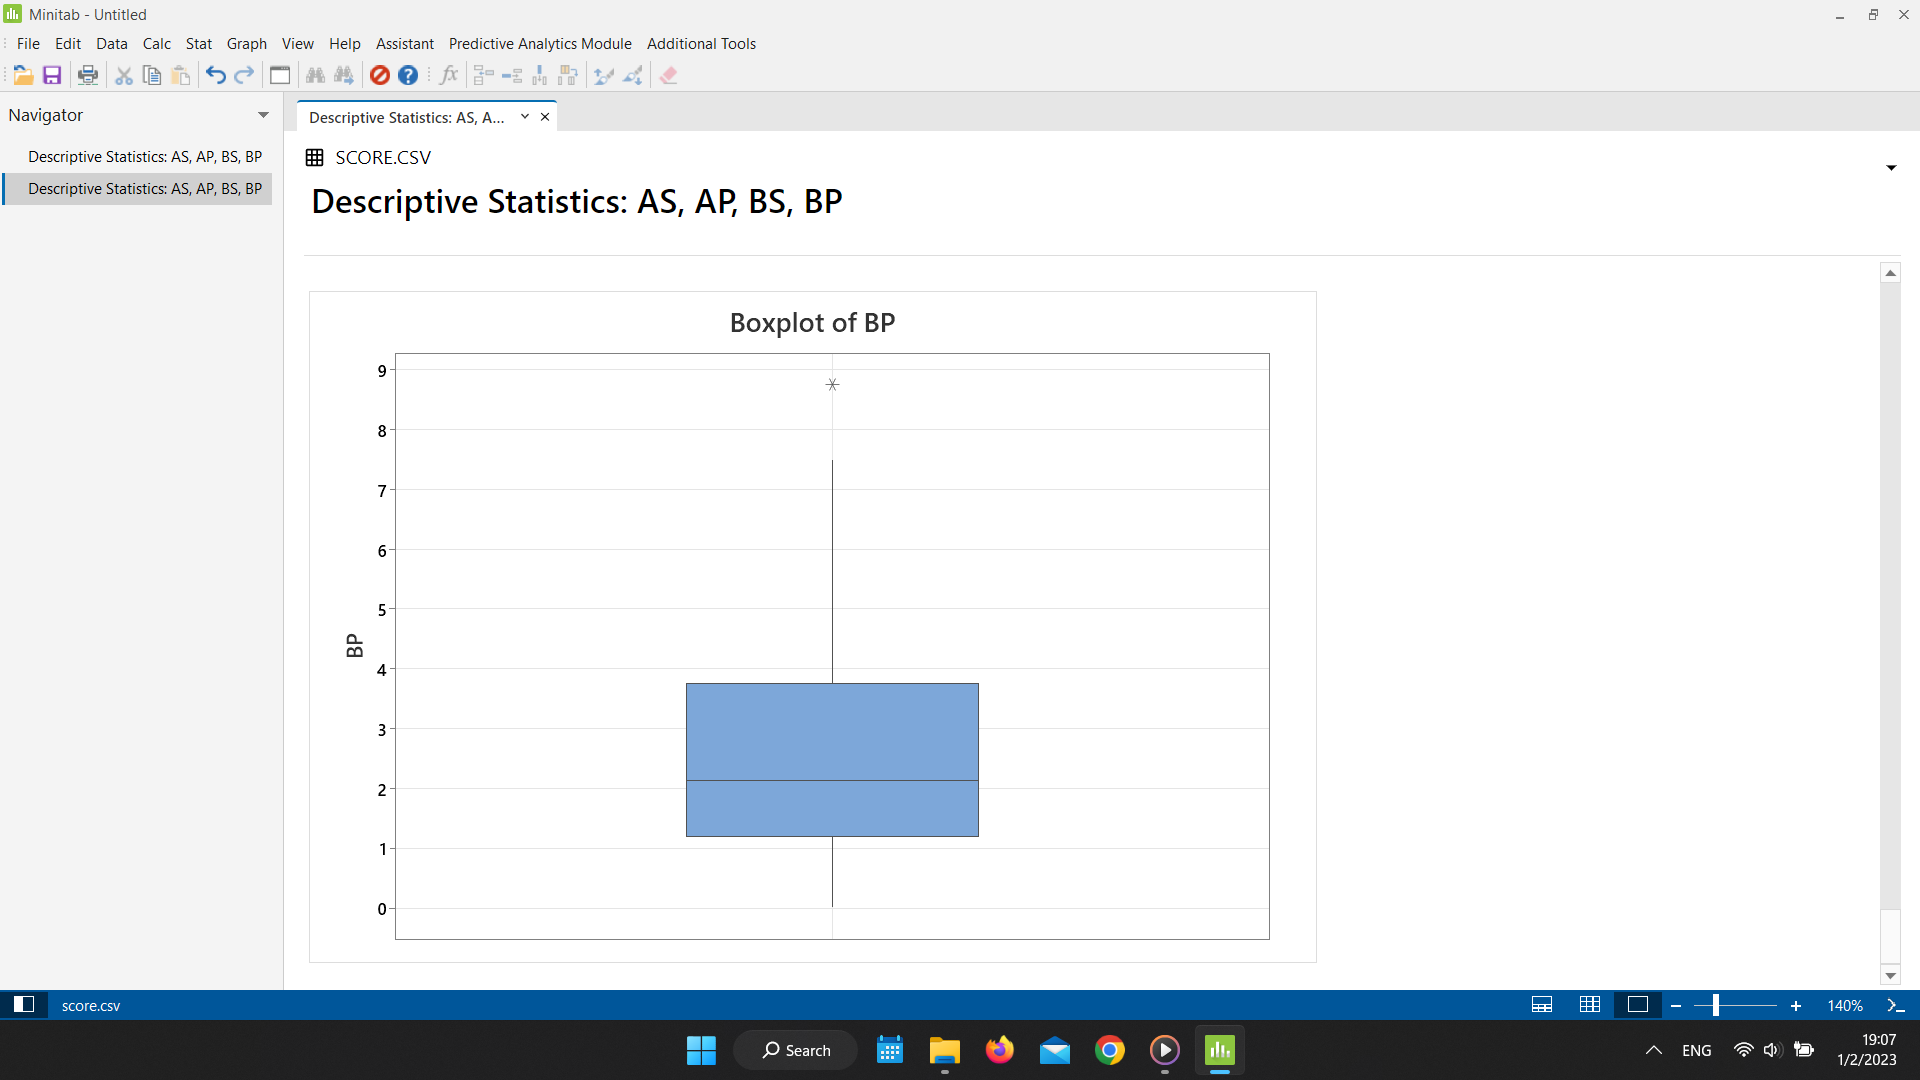 Minitab - Untitled
File Edit Data Calc Stat Graph View Help Assistant Predictive Analytics Module Additional Tools
Navigator
Descriptive Statistics: AS, AP, BS, BP
Descriptive Statistics: AS, AP, BS, BP
Descriptive Statistics: AS, A...
SCORE.CSV
Descriptive Statistics: AS, AP, BS, BP
Boxplot of BP
9
8
7
6
5
4
3
2
1
0
BP
score.csv
140%
Search
ENG
19:07
1/2/2023